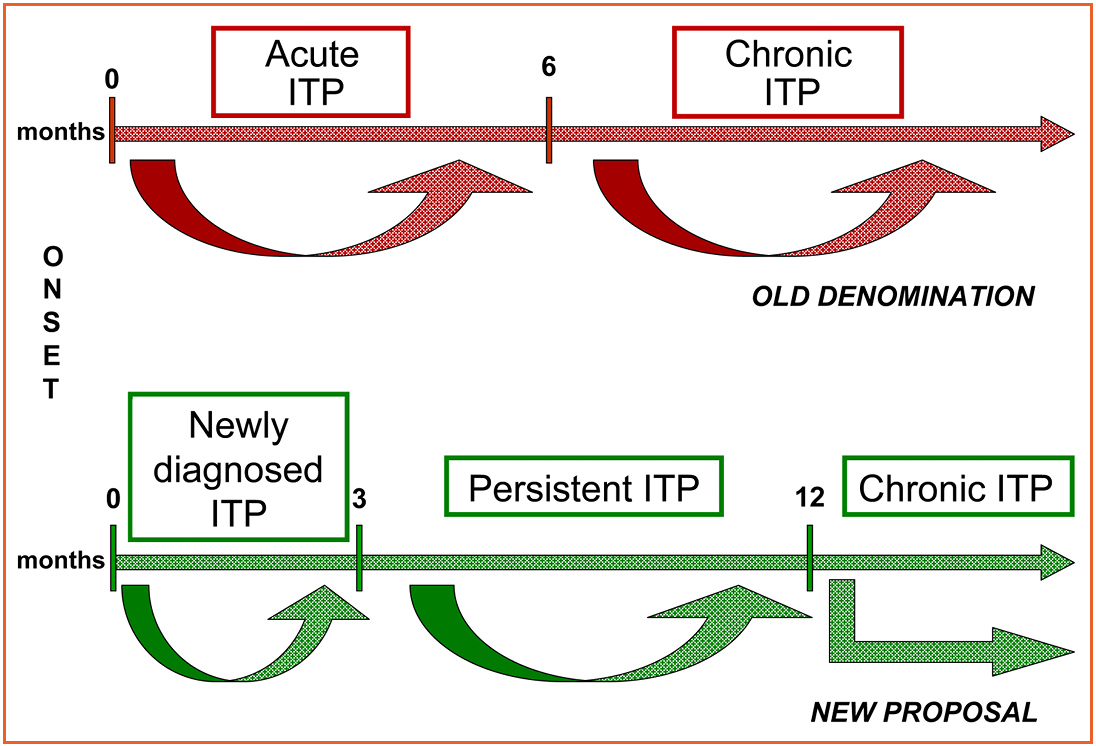 0
Acute
ITP
6
Chronic
ITP
months
ONSET
OLD DENOMINATION
Newly
diagnosed
ITP
0
3
Persistent ITP
12
Chronic ITP
months
NEW PROPOSAL